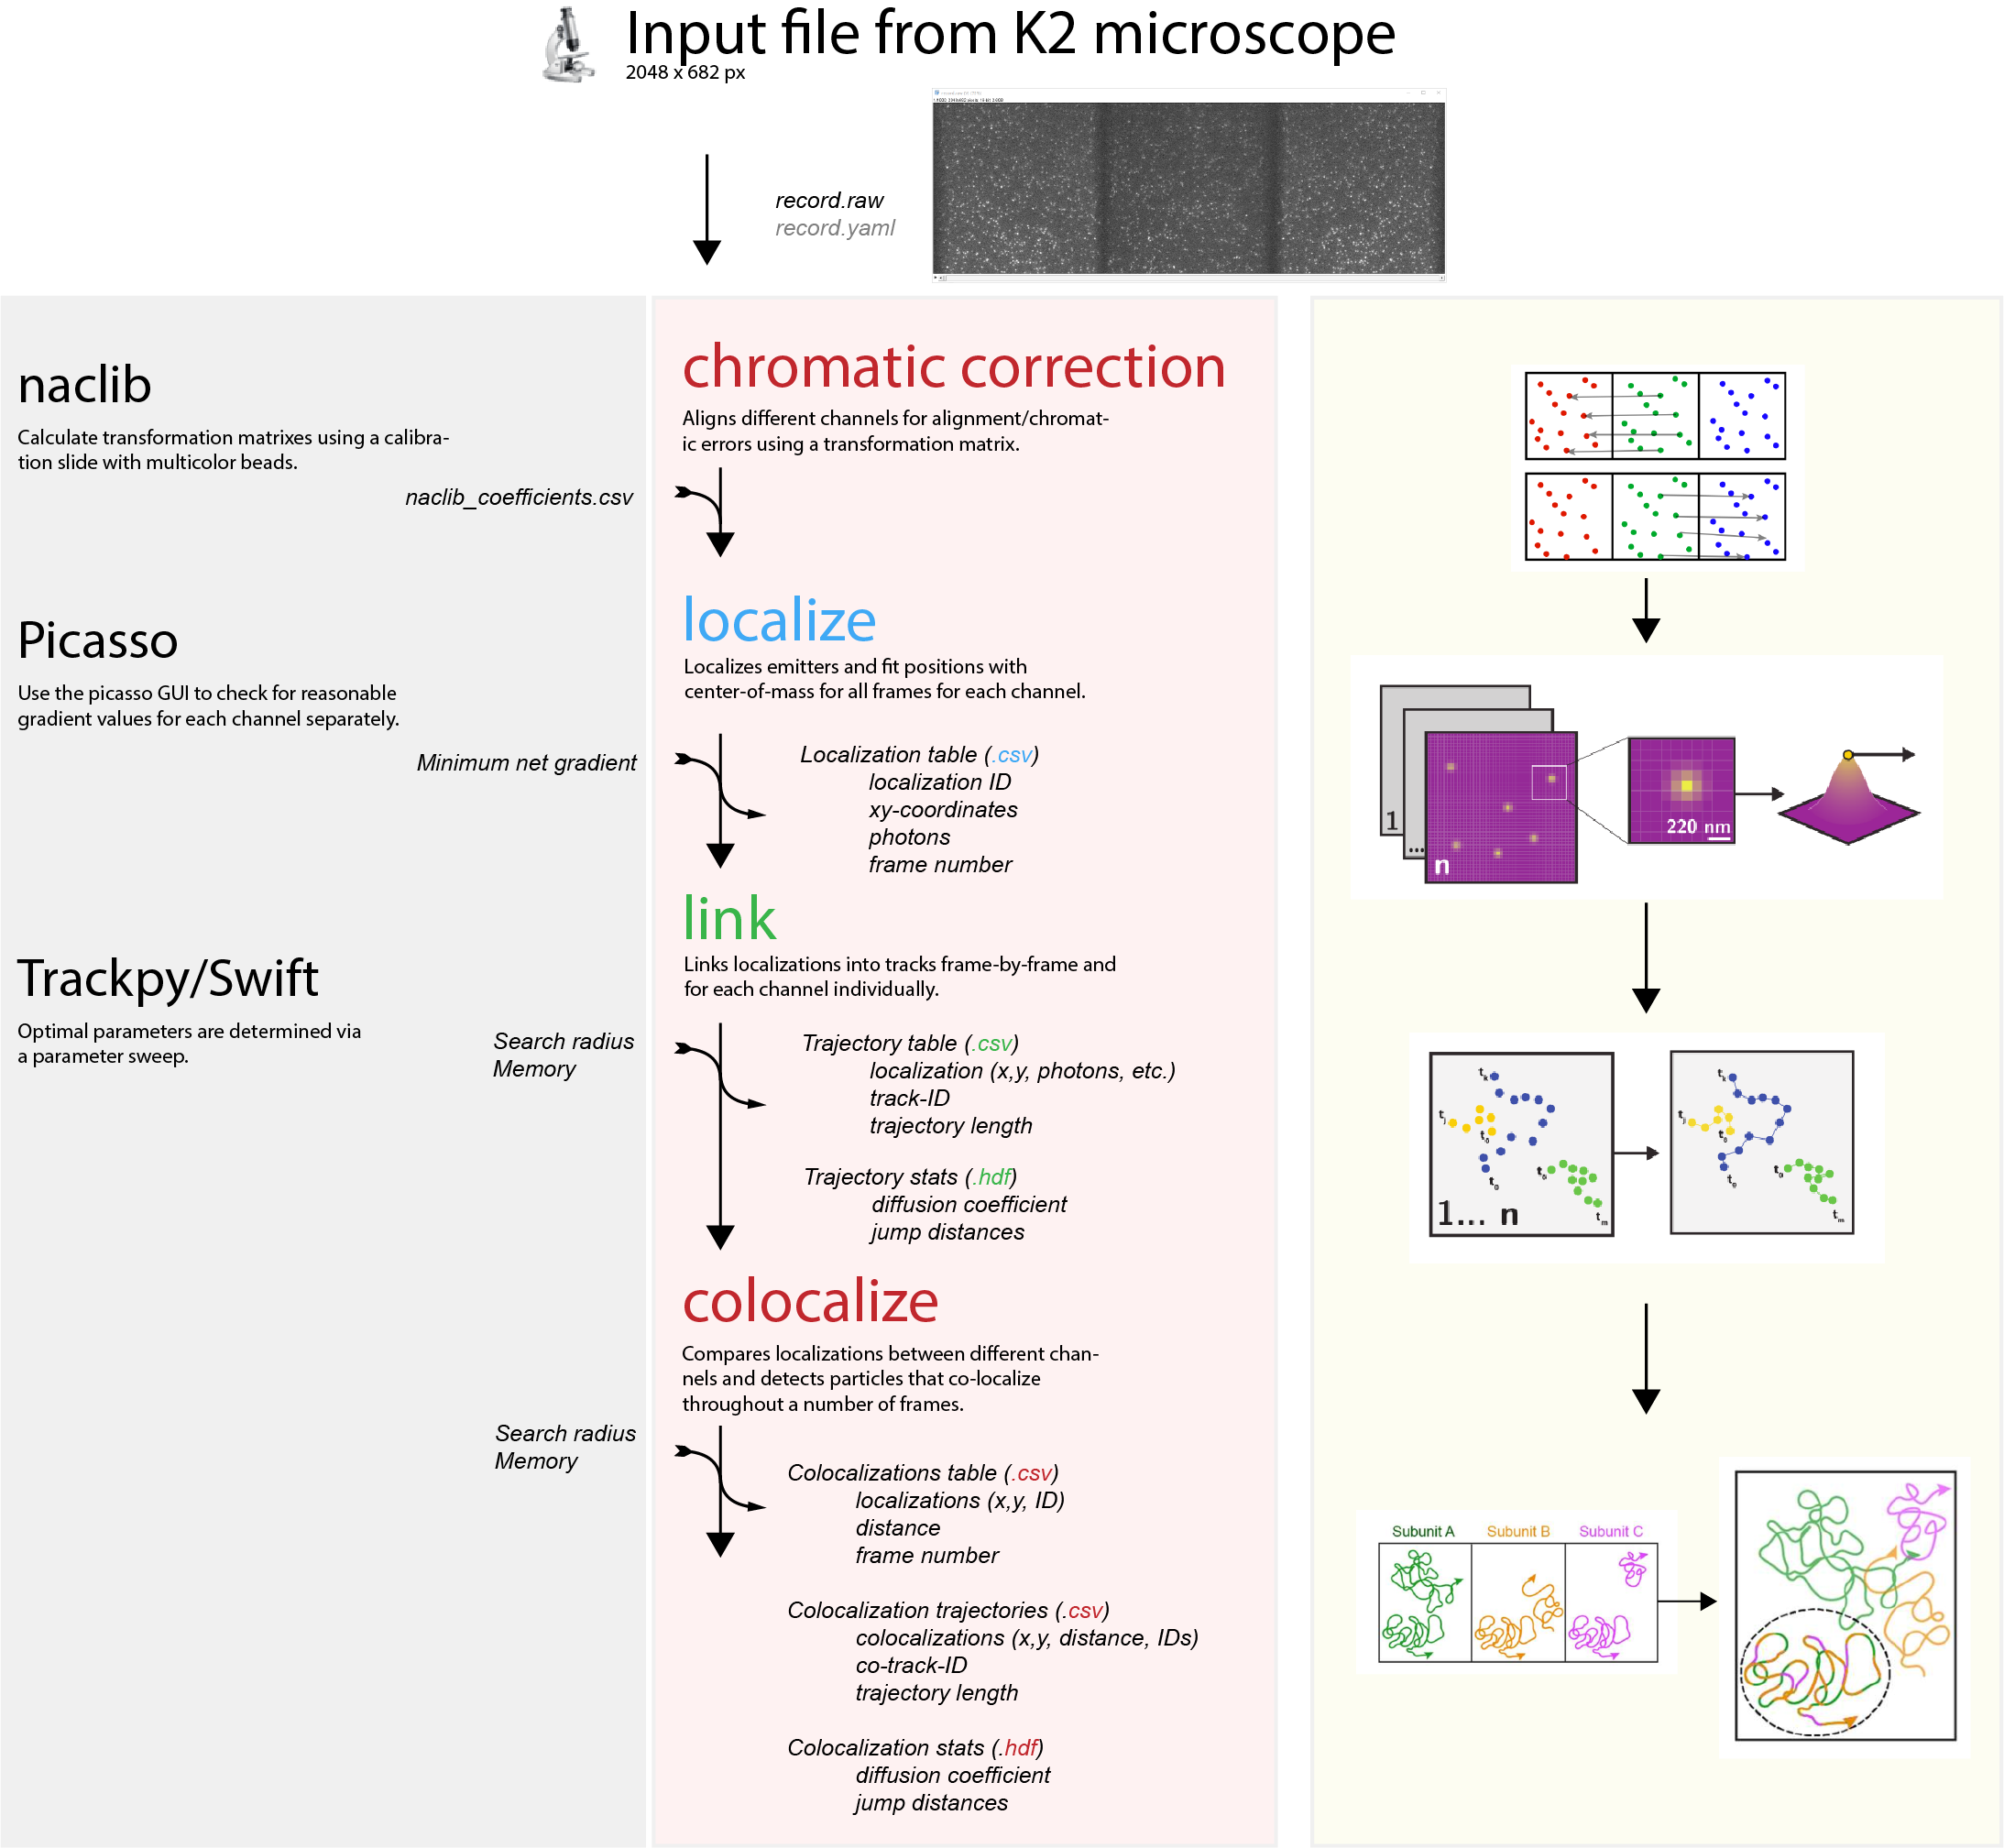 Input file from K2 microscope
2048 x 682 px
record.raw
record.yaml
naclib
Calculate transformation matrixes using a calibra-
tion slide with multicolor beads.
naclib_coefficients.csv
Picasso
Use the picasso GUI to check for reasonable
gradient values for each channel separately.
Minimum net gradient
Trackpy/Swift
Optimal parameters are determined via
a parameter sweep.
Search radius
Memory
Search radius
Memory
chromatic correction
Aligns different channels for alignment/chromat-
ic errors using a transformation matrix.
localize
Localizes emitters and fit positions with
center-of-mass for all frames for each channel.
Localization table (.csv)
localization ID
xy-coordinates
photons
frame number
link
Links localizations into tracks frame-by-frame and
for each channel individually.
Trajectory table (.csv)
localization (x,y, photons, etc.)
track-ID
trajectory length
Trajectory stats (.hdf)
diffusion coefficient
jump distances
colocalize
Compares localizations between different chan-
nels and detects particles that co-localize
throughout a number of frames.
Colocalizations table (.csv)
localizations (x,y, ID)
distance
frame number
Colocalization trajectories (.csv)
colocalizations (x,y, distance, IDs)
co-track-ID
trajectory length
Colocalization stats (.hdf)
diffusion coefficient
jump distances
1
...
n
220 nm
1... n
Subunit A Subunit B Subunit C